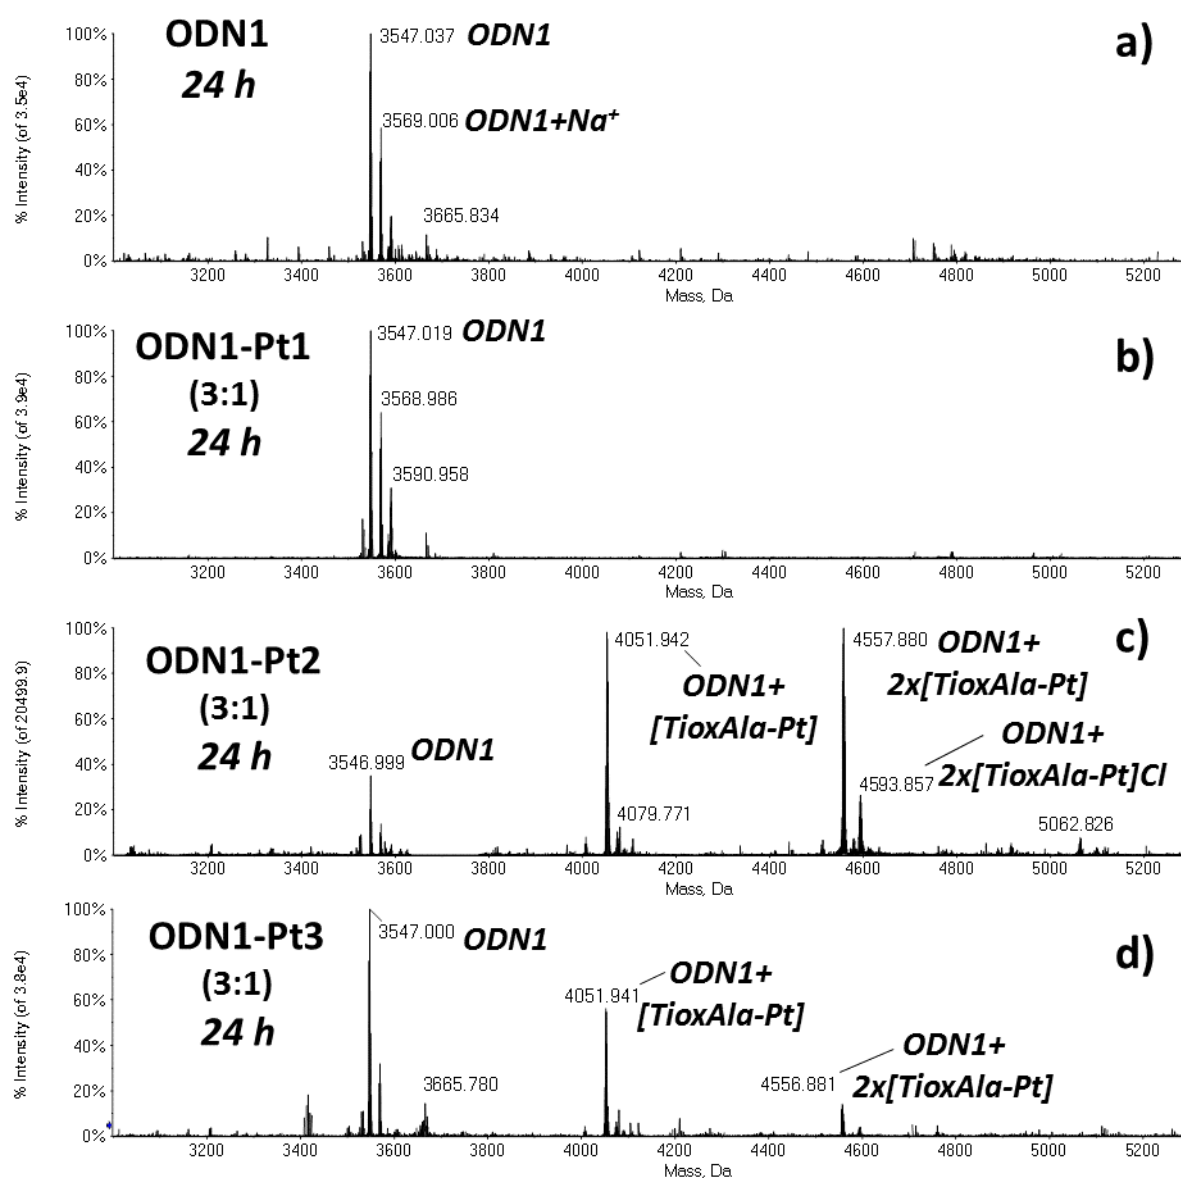 ODN1
24 h
a)
3547.037 ODN1
3569.006 ODN1+Na⁺
3665.834
% Intensity (of 3.5e4)
100%
80%
60%
40%
20%
0%
3200 3400 3600 3800 4000 4200 4400 4600 4800 5000 5200
Mass, Da
ODN1-Pt1
(3:1)
24 h
b)
3547.019 ODN1
3568.986
3590.958
% Intensity (of 3.9e4)
100%
80%
60%
40%
20%
0%
3200 3400 3600 3800 4000 4200 4400 4600 4800 5000 5200
Mass, Da
ODN1-Pt2
(3:1)
24 h
c)
3546.999 ODN1
4051.942
ODN1+
[TioxAla-Pt]
4079.771
4557.880 ODN1+
2x[TioxAla-Pt]
ODN1+
4593.857 2x[TioxAla-Pt]Cl
5062.826
% Intensity (of 20499.9)
100%
80%
60%
40%
20%
0%
3200 3400 3600 3800 4000 4200 4400 4600 4800 5000 5200
Mass, Da
ODN1-Pt3
(3:1)
24 h
d)
3547.000 ODN1
3665.780
4051.941
ODN1+
[TioxAla-Pt]
4556.881
ODN1+
2x[TioxAla-Pt]
% Intensity (of 3.8e4)
100%
80%
60%
40%
20%
0%
3200 3400 3600 3800 4000 4200 4400 4600 4800 5000 5200
Mass, Da